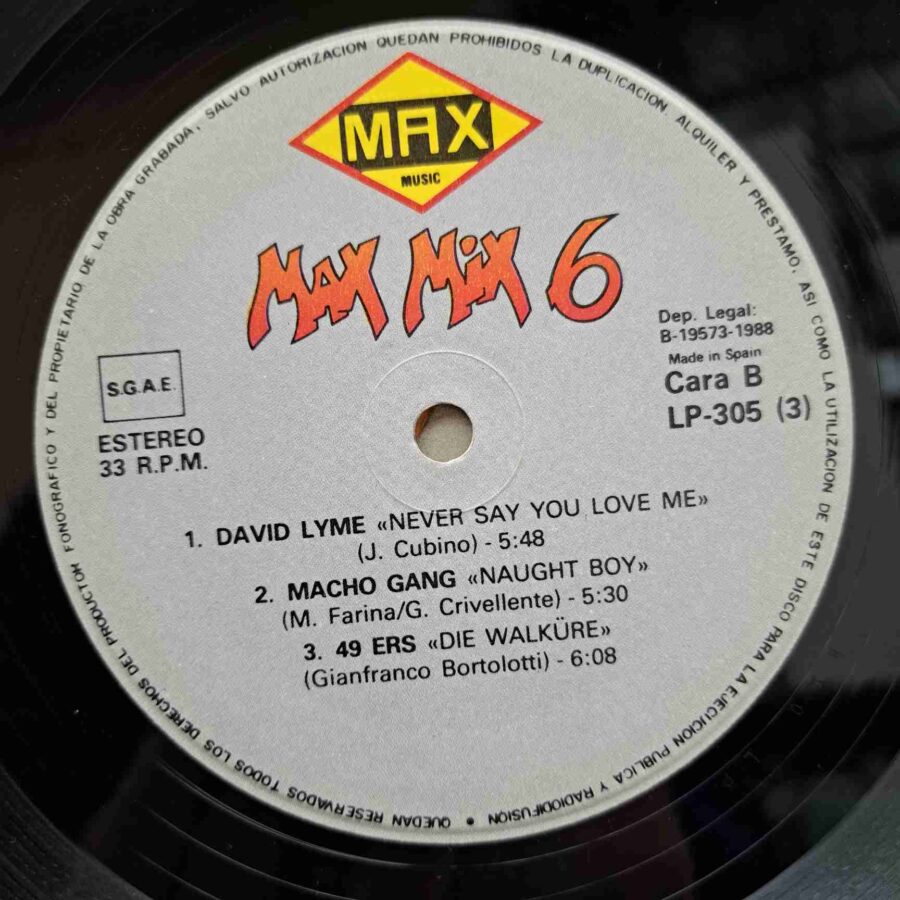 QUEDAN RESERVADOS TODOS LOS DERECHOS DEL PRODUCTOR FONOGRAFICO Y DEL PROPIETARIO DE LA OBRA GRABADA, SALVO AUTORIZACION QUEDAN PROHIBIDOS LA DUPLICACION, ALQUILER Y PRESTAMO, ASI COMO LA UTILIZACION DE ESTE DISCO PARA LA EJECUCION PUBLICA Y RADIODIFUSIÓN •
MAX
MUSIC
MAX MIX 6
Dep. Legal:
B-19573-1988
Made in Spain
Cara B
LP-305 (3)
S.G.A.E.
ESTEREO
33 R.P.M.
1. DAVID LYME «NEVER SAY YOU LOVE ME»
(J. Cubino) - 5:48
2. MACHO GANG «NAUGHT BOY»
(M. Farina/G. Crivellente) - 5:30
3. 49 ERS «DIE WALKÜRE»
(Gianfranco Bortolotti) - 6:08